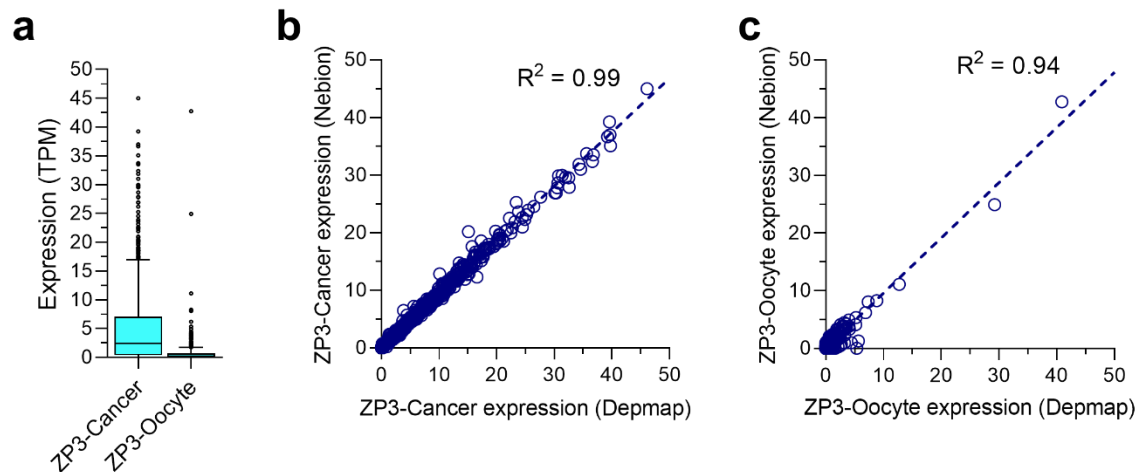 a
Expression (TPM)
50
45
40
35
30
25
20
15
10
5
0
ZP3-Cancer
ZP3-Oocyte
b
ZP3-Cancer expression (Nebion)
50
40
30
20
10
0
R² = 0.99
0 10 20 30 40 50
ZP3-Cancer expression (Depmap)
c
ZP3-Oocyte expression (Nebion)
50
40
30
20
10
0
R² = 0.94
0 10 20 30 40 50
ZP3-Oocyte expression (Depmap)